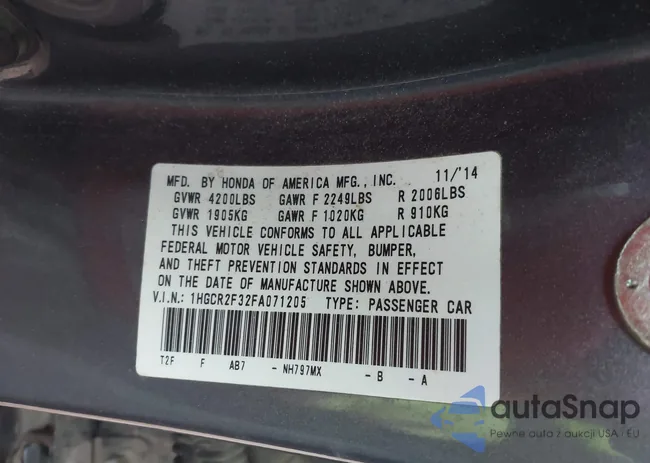 MFD. BY HONDA OF AMERICA MFG., INC. 11/'14
GVWR 4200LBS GAWR F 2249LBS R 2006LBS
GVWR 1905KG GAWR F 1020KG R 910KG
THIS VEHICLE CONFORMS TO ALL APPLICABLE
FEDERAL MOTOR VEHICLE SAFETY, BUMPER,
AND THEFT PREVENTION STANDARDS IN EFFECT
ON THE DATE OF MANUFACTURE SHOWN ABOVE.
V.I.N.: 1HGCR2F32FA071205 TYPE: PASSENGER CAR
T2F F AB7 - NH797MX - B - A
autaSnap
Pewne auta z aukcji USA i EU